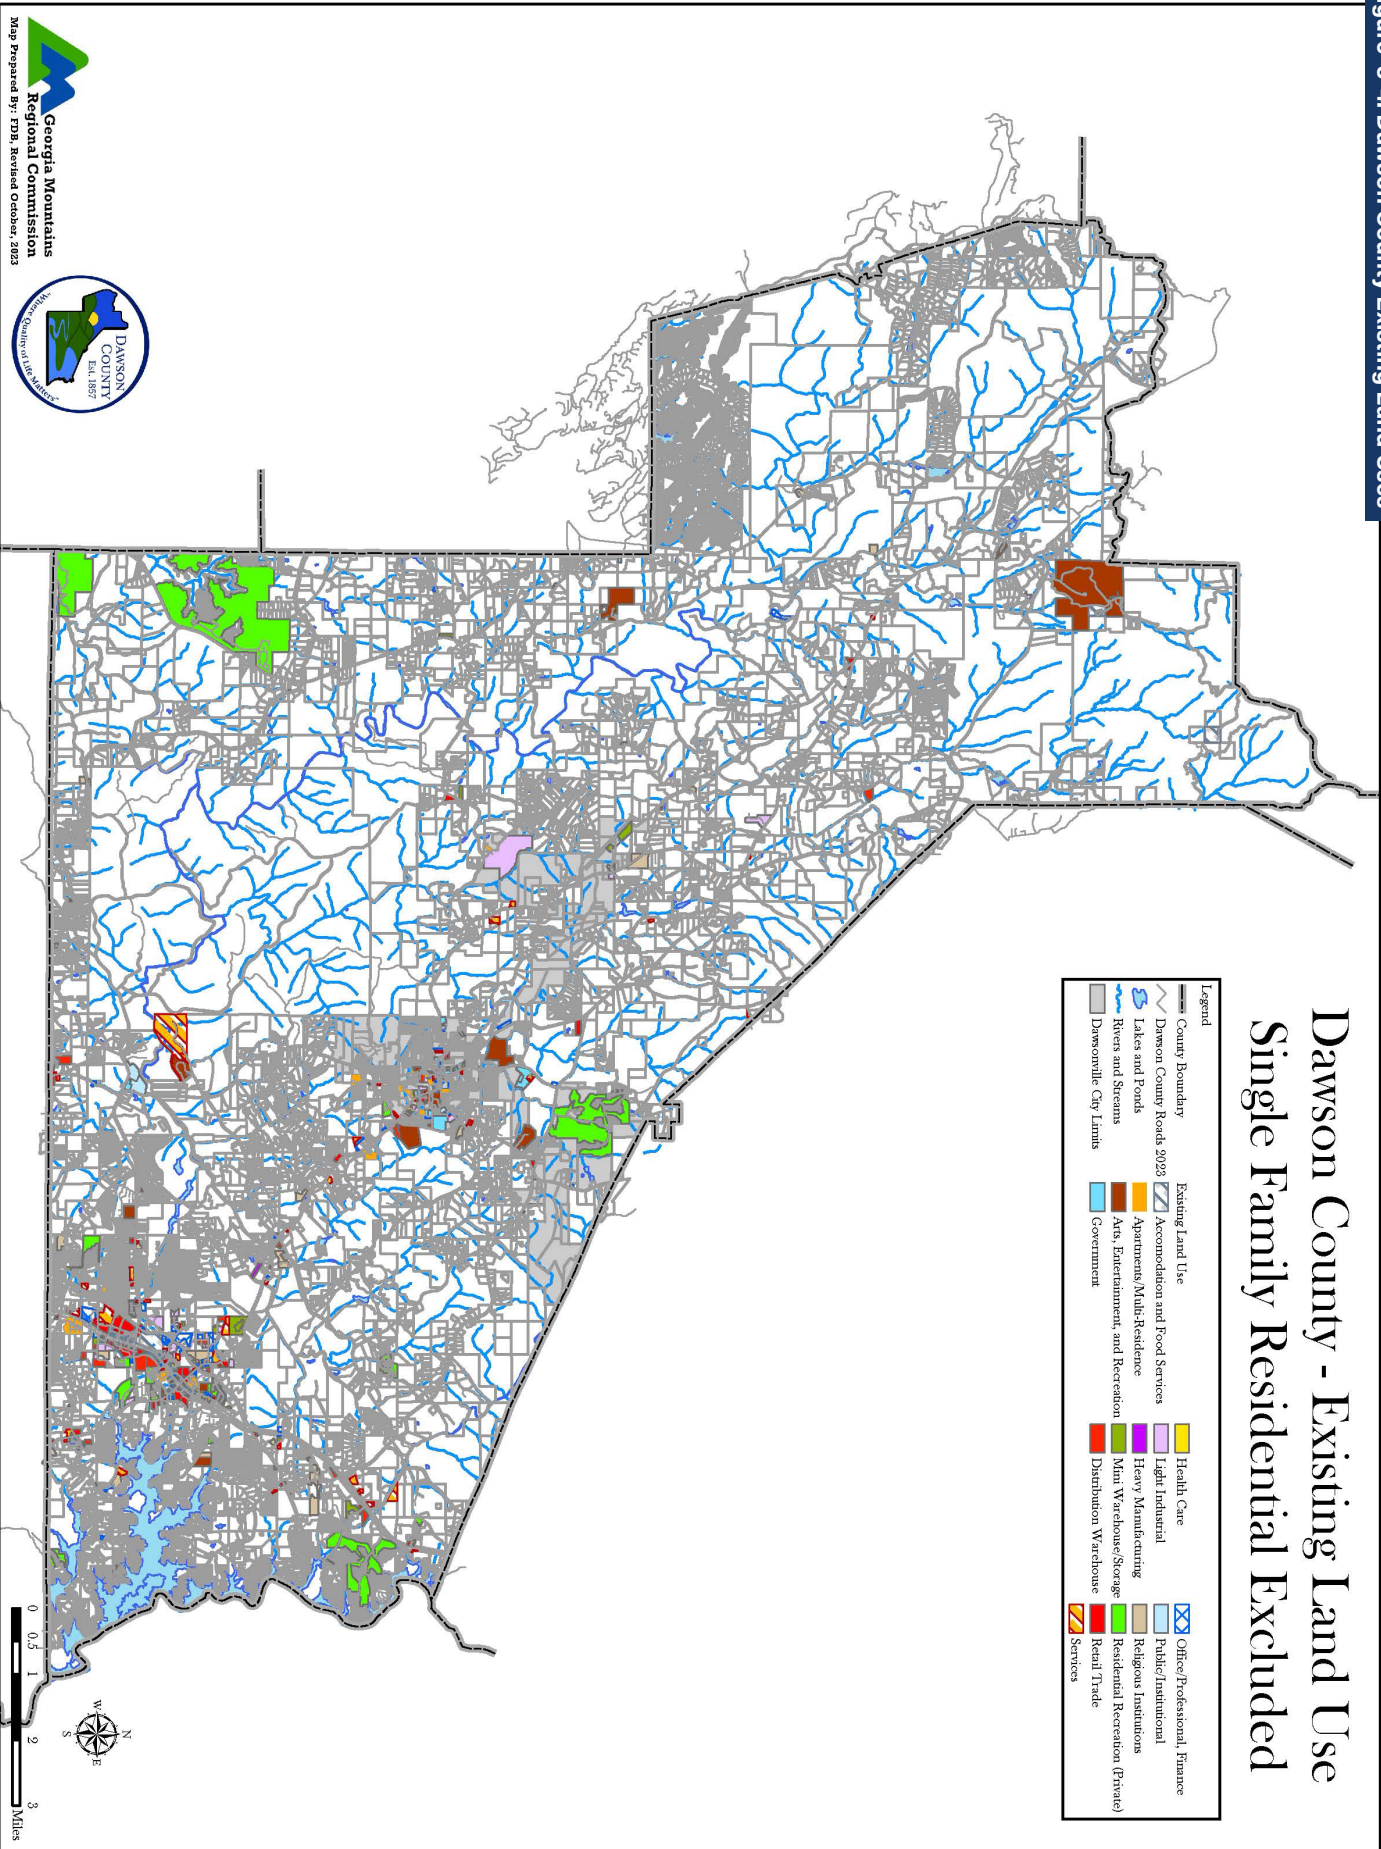 Dawson County - Existing Land Use
Single Family Residential Excluded
Legend
County Boundary
Dawson County Roads 2023
Lakes and Ponds
Rivers and Streams
Dawsonville City Limits
Existing Land Use
Accomodation and Food Services
Apartments/Multi-Residence
Arts, Entertainment, and Recreation
Government
Health Care
Light Industrial
Heavy Manufacturing
Mini Warehouse/Storage
Distribution Warehouse
Office/Professional, Finance
Public/Institutional
Religious Institutions
Residential Recreation (Private)
Retail Trade
Services
Georgia Mountains
Regional Commission
Map Prepared By: FDB, Revised October, 2023
DAWSON
COUNTY
Est. 1857
"Where Quality of Life Matters"
N
W E
S
0 0.5 1 2 3
Miles